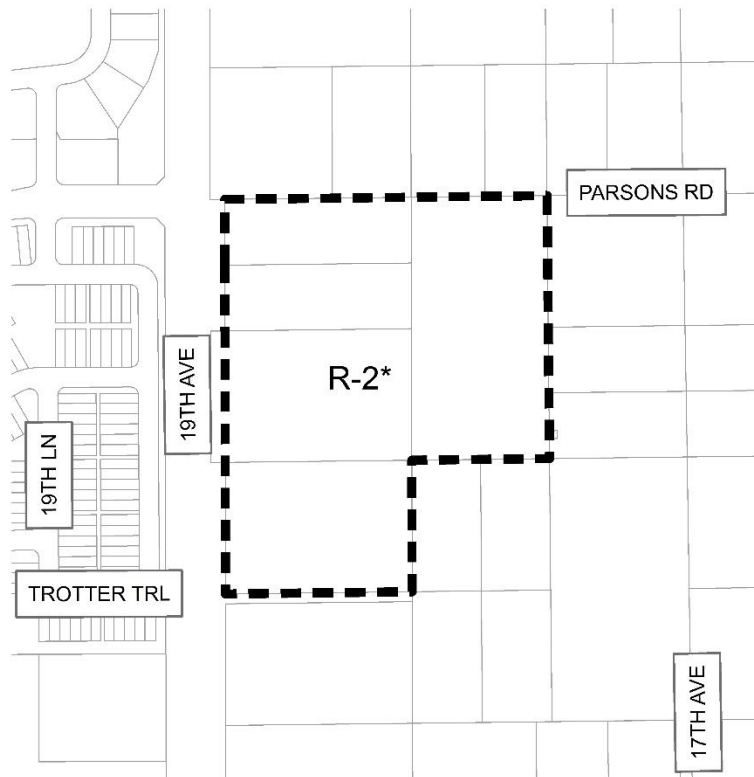 PARSONS RD
19TH AVE
R-2*
19TH LN
TROTTER TRL
17TH AVE